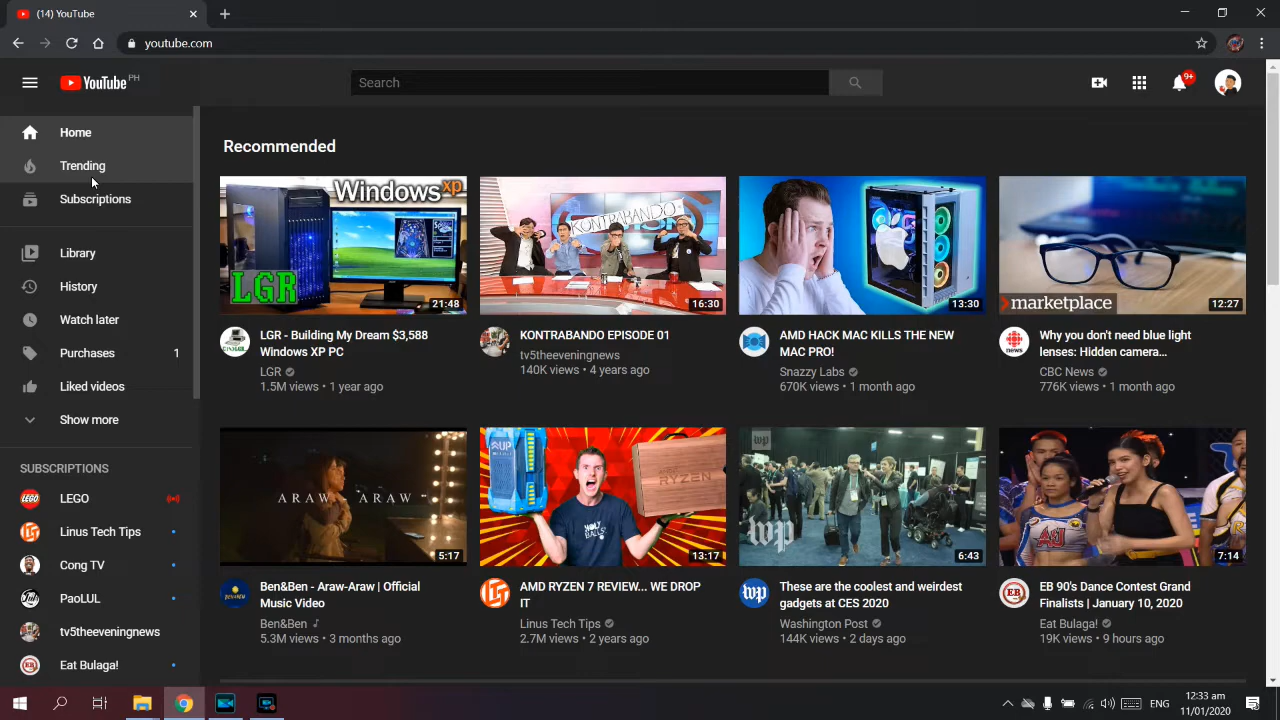 (14) YouTube
youtube.com
YouTube PH
Search
9+
Home
Trending
Subscriptions
Library
History
Watch later
Purchases 1
Liked videos
Show more
SUBSCRIPTIONS
LEGO
Linus Tech Tips
Cong TV
PaoLUL
tv5theeveningnews
Eat Bulaga!
Recommended
Windows xp
LGR
21:48
LGR - Building My Dream $3,588
Windows XP PC
LGR
1.5M views • 1 year ago
KONTRABANDO
16:30
KONTRABANDO EPISODE 01
tv5theeveningnews
140K views • 4 years ago
13:30
AMD HACK MAC KILLS THE NEW
MAC PRO!
Snazzy Labs
670K views • 1 month ago
marketplace
12:27
news
Why you don't need blue light
lenses: Hidden camera...
CBC News
776K views • 1 month ago
ARAW - ARAW
5:17
Ben&Ben - Araw-Araw | Official
Music Video
Ben&Ben
5.3M views • 3 months ago
UP
RYZEN
HOLY
BALLS!
13:17
AMD RYZEN 7 REVIEW... WE DROP
IT
Linus Tech Tips
2.7M views • 2 years ago
wp
6:43
wp
These are the coolest and weirdest
gadgets at CES 2020
Washington Post
144K views • 2 days ago
7:14
EB 90's Dance Contest Grand
Finalists | January 10, 2020
Eat Bulaga!
19K views • 9 hours ago
ENG
12:33 am
11/01/2020